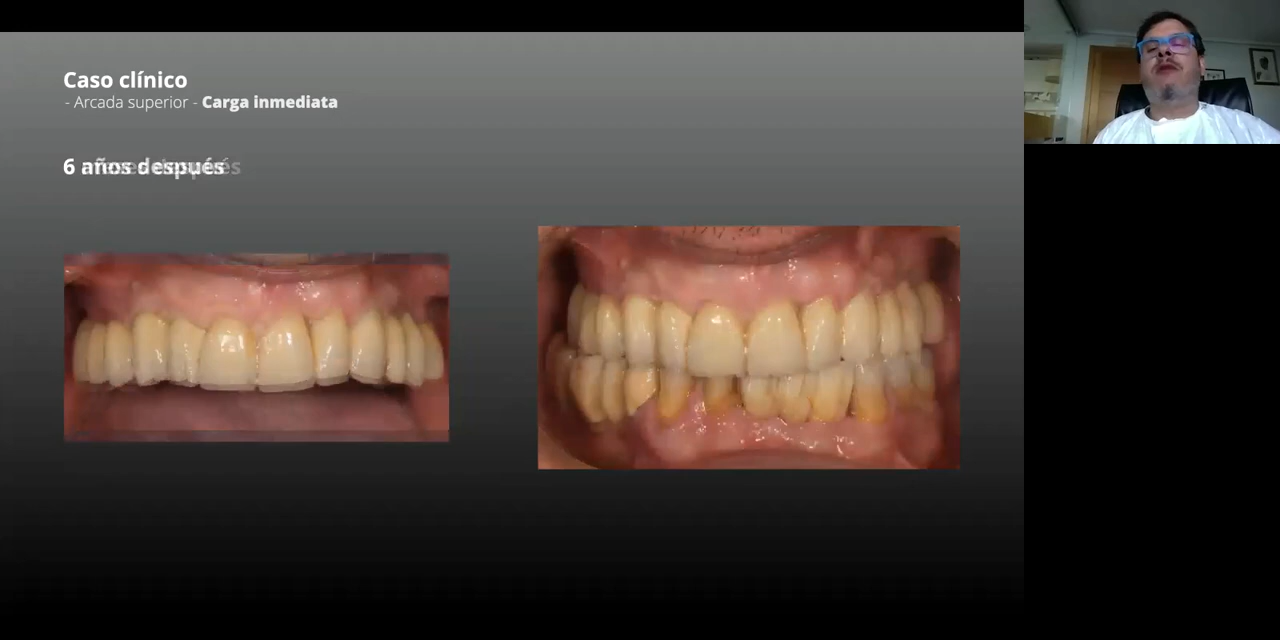 Caso clínico
- Arcada superior - Carga inmediata
6 años después